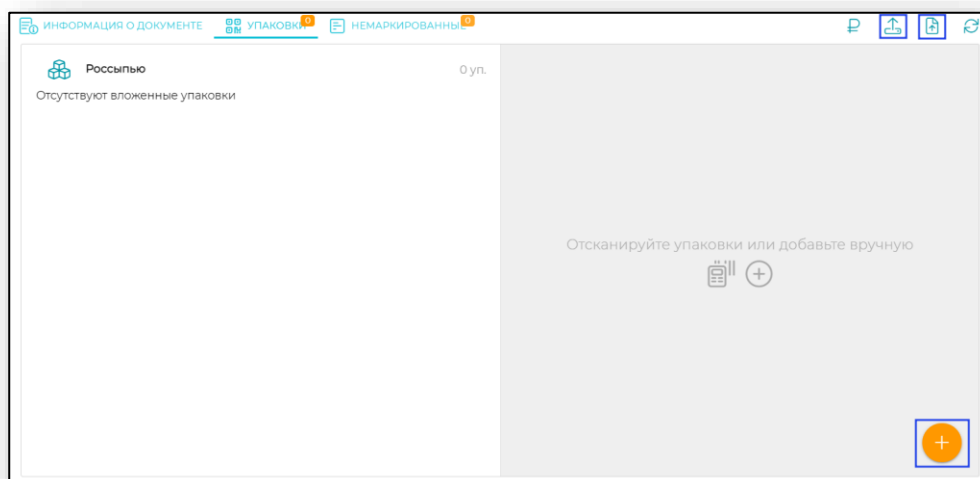 ИНФОРМАЦИЯ О ДОКУМЕНТЕ УПАКОВКИ 0 НЕМАРКИРОВАННЫЕ 0 ₽
Россыпью 0 уп.
Отсутствуют вложенные упаковки
Отсканируйте упаковки или добавьте вручную